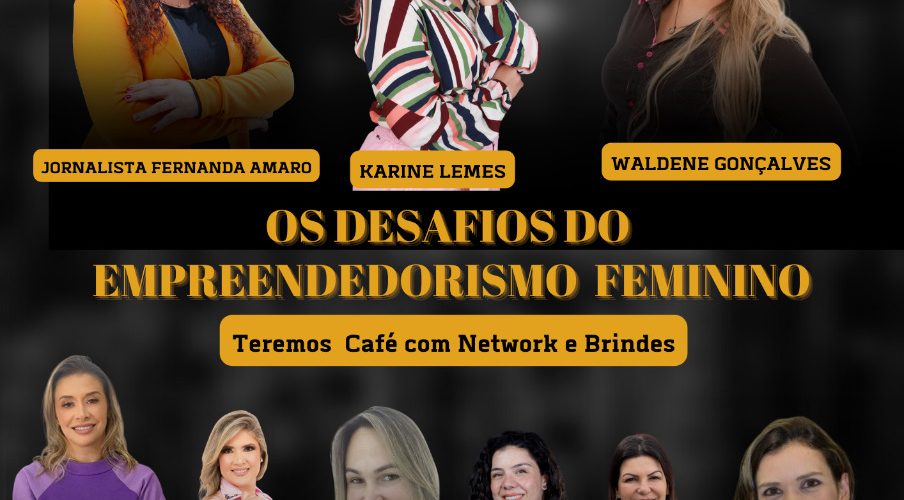 JORNALISTA FERNANDA AMARO
KARINE LEMES
WALDENE GONÇALVES
OS DESAFIOS DO
EMPREENDEDORISMO FEMININO
Teremos Café com Network e Brindes